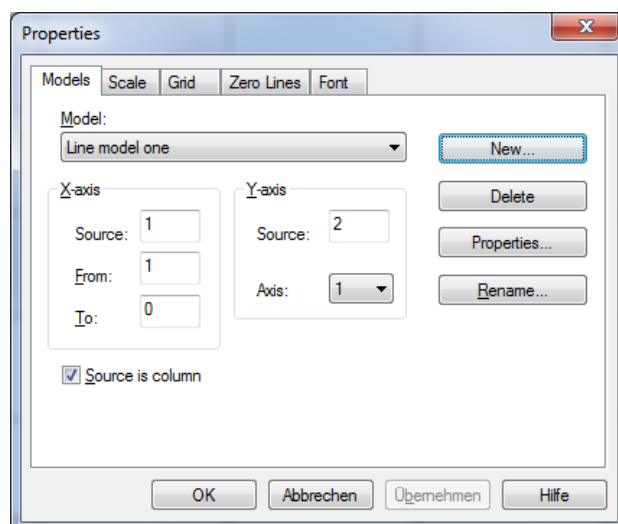 Properties
Models Scale Grid Zero Lines Font
Model:
Line model one
New...
X-axis
Y-axis
Delete
Source: 1
Source: 2
Properties...
From: 1
Axis: 1
Rename...
To: 0
Source is column
OK Abbrechen Übernehmen Hilfe